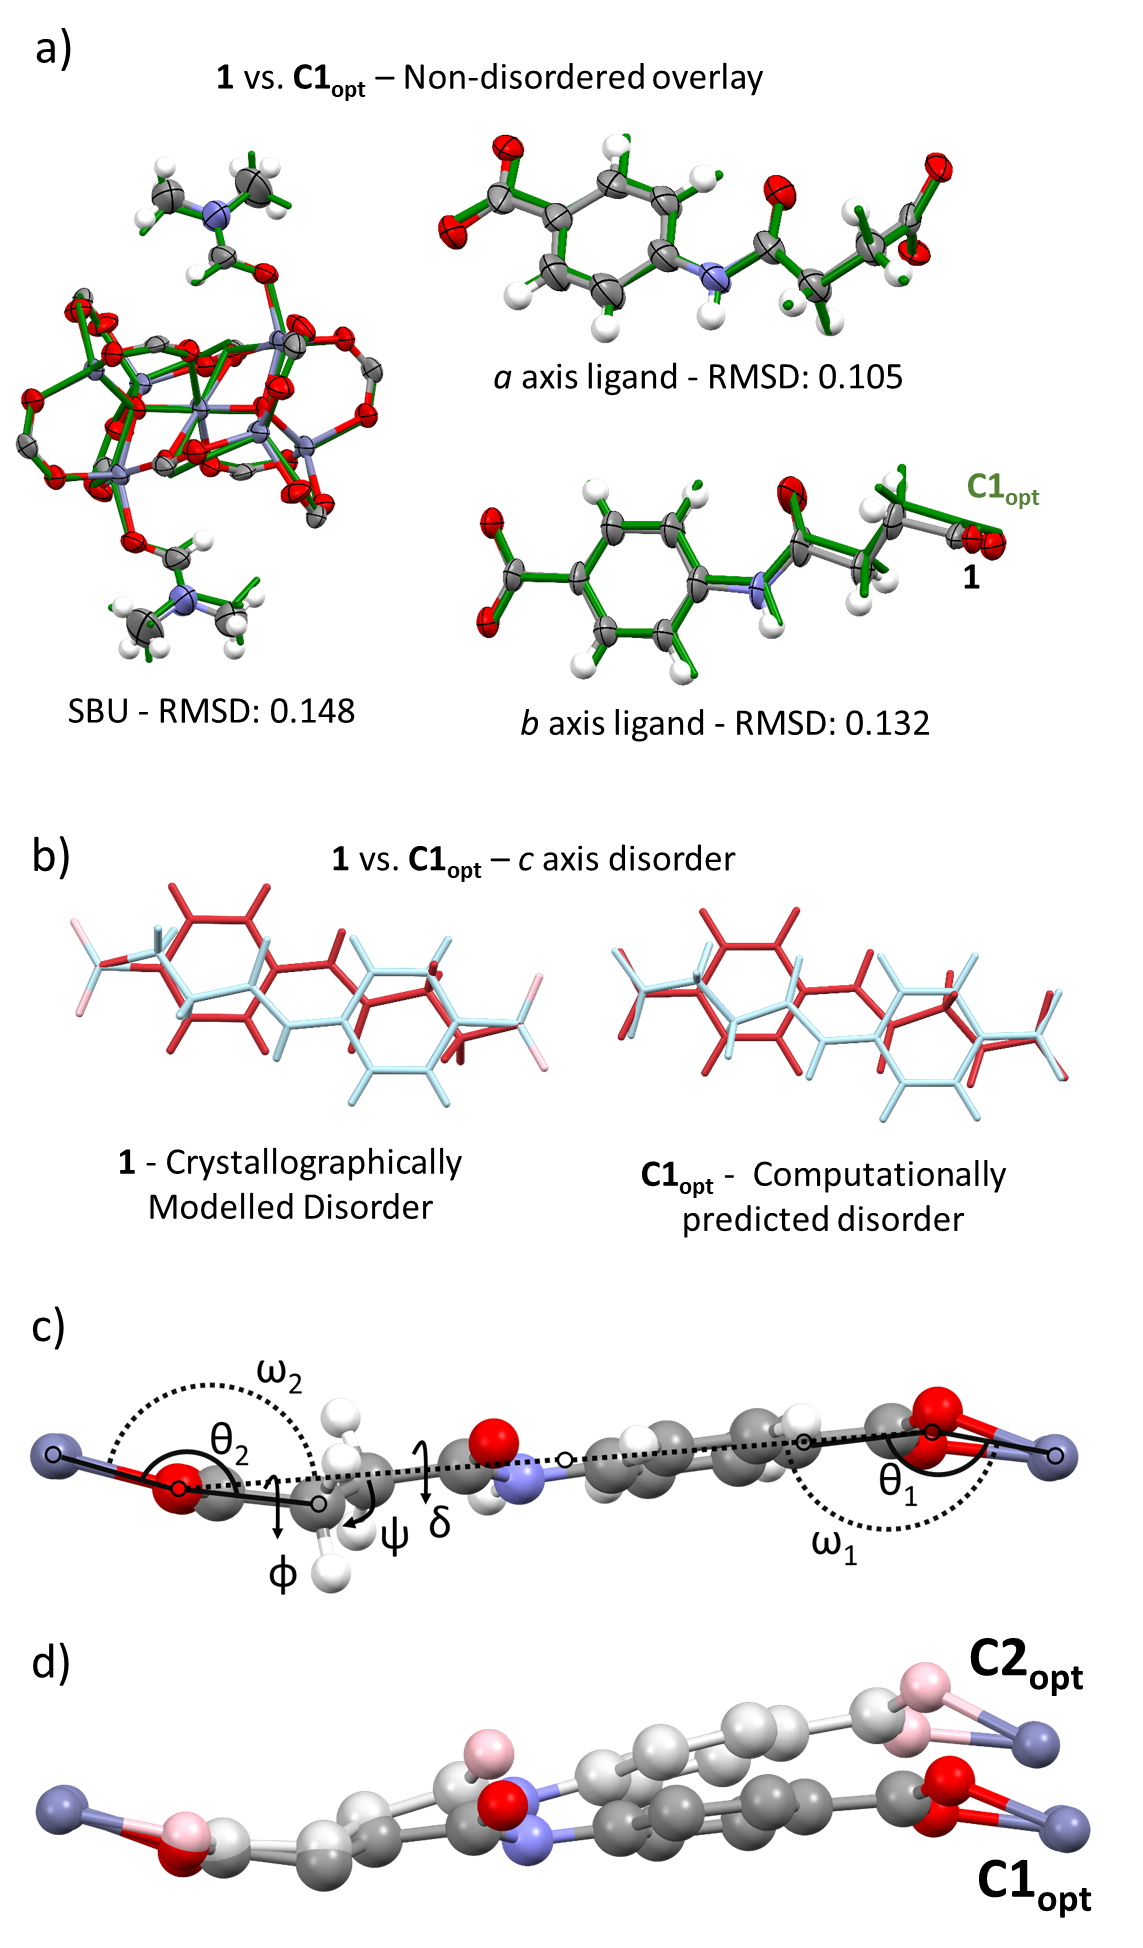 a)
1 vs. C1opt – Non-disordered overlay
a axis ligand - RMSD: 0.105
C1opt
1
SBU - RMSD: 0.148
b axis ligand - RMSD: 0.132
b)
1 vs. C1opt – c axis disorder
1 - Crystallographically
Modelled Disorder
C1opt - Computationally
predicted disorder
c)
ω2
θ2
θ1
ψ
δ
ω1
ϕ
d)
C2opt
C1opt